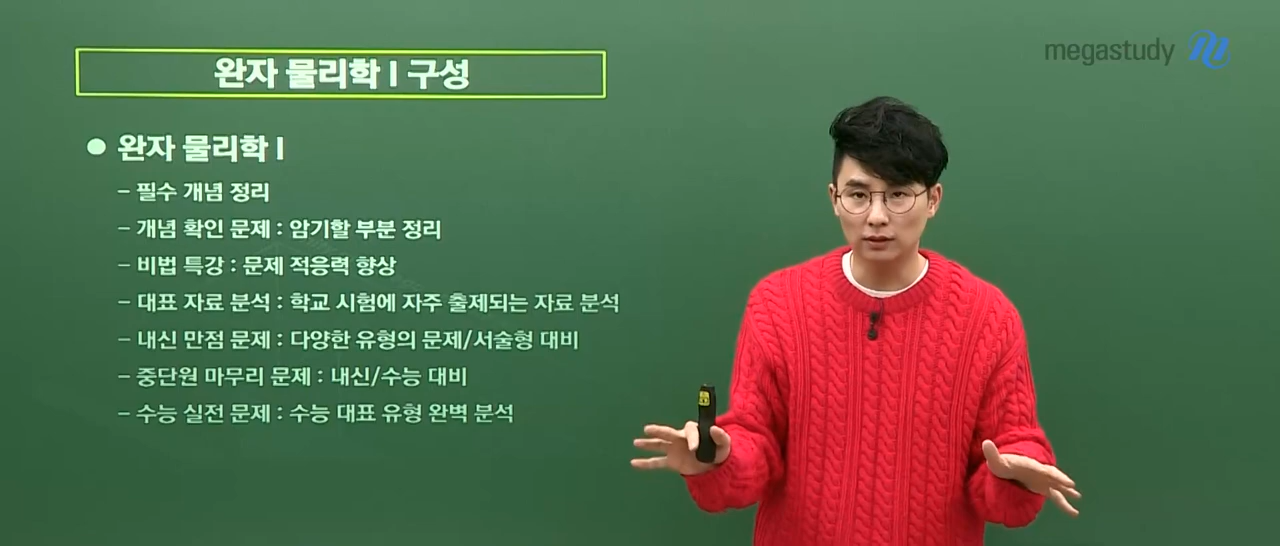 완자 물리학 I 구성
megastudy
● 완자 물리학 I
– 필수 개념 정리
– 개념 확인 문제 : 암기할 부분 정리
– 비법 특강 : 문제 적응력 향상
– 대표 자료 분석 : 학교 시험에 자주 출제되는 자료 분석
– 내신 만점 문제 : 다양한 유형의 문제/서술형 대비
– 중단원 마무리 문제 : 내신/수능 대비
– 수능 실전 문제 : 수능 대표 유형 완벽 분석